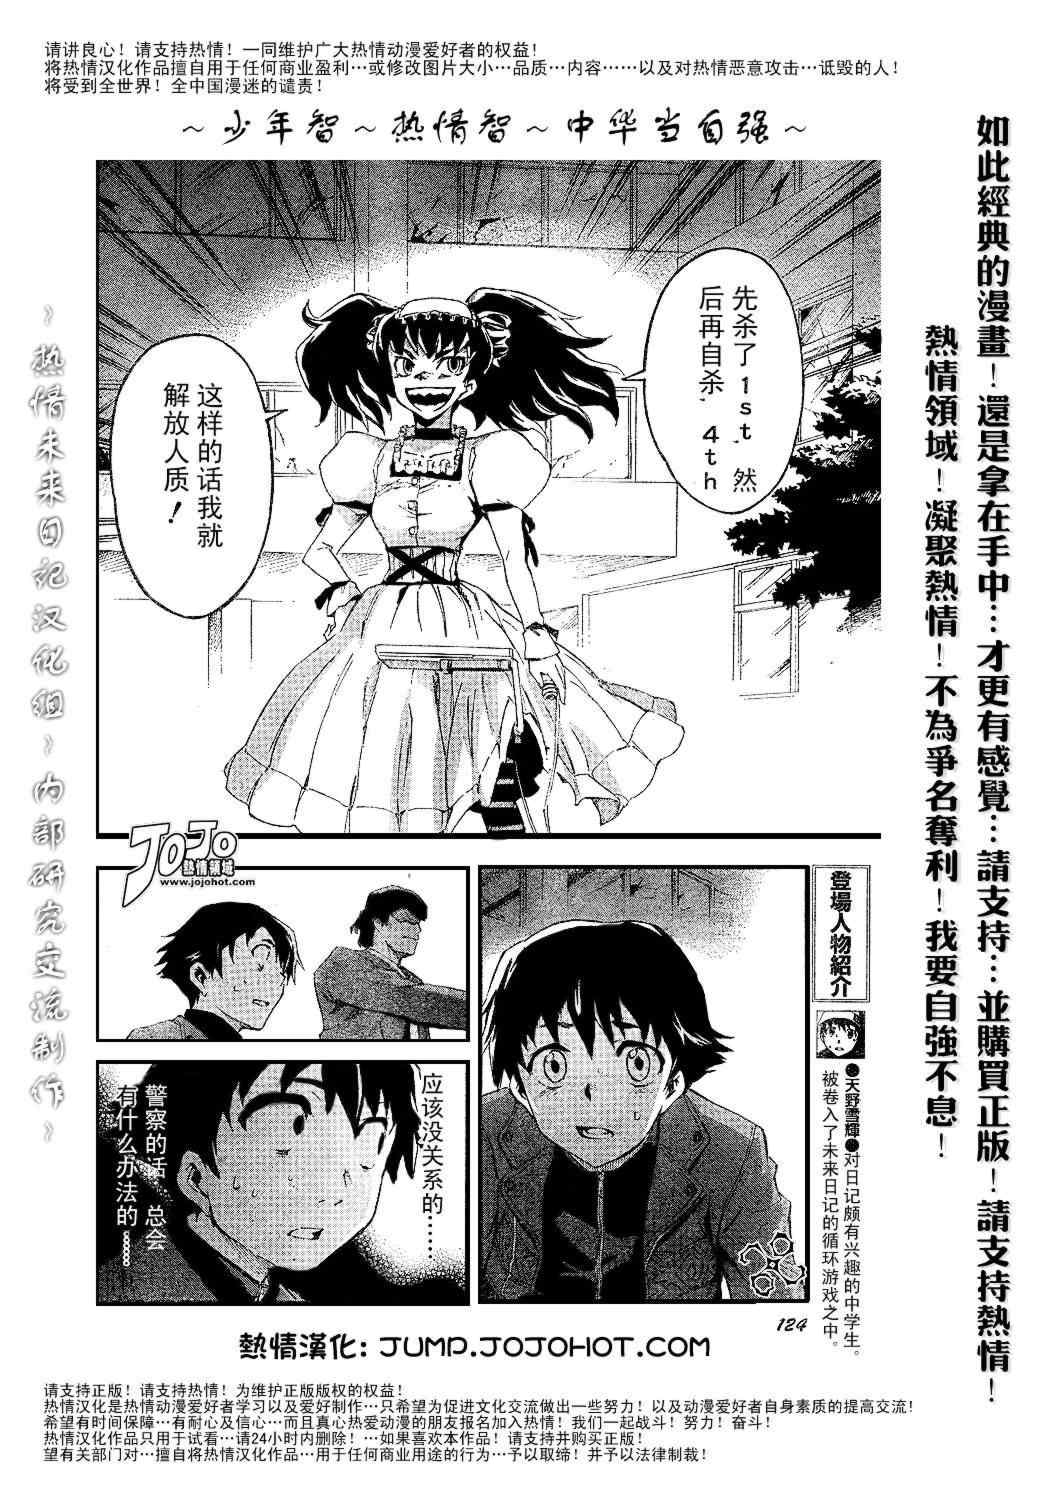 请讲良心！请支持热情！一同维护广大热情动漫爱好者的权益！
将热情汉化作品擅自用于任何商业盈利…或修改图片大小…品质…内容……以及对热情恶意攻击…诋毁的人！
将受到全世界！全中国漫迷的谴责！
～少年智～热情智～中华当自强～
如此經典的漫畫！還是拿在手中…才更有感覺…請支持…並購買正版！請支持熱情！
熱情領域！凝聚熱情！不為爭名奪利！我要自強不息！
～热情未来日记汉化组～内部研究交流制作～
先杀了1st 然
后再自杀 4th
这样的话我就
解放人质！
JOJO
熱情領域
www.jojohot.com
登場人物紹介
●天野雪輝●对日记颇有兴趣的中学生。
被卷入了未来日记的循环游戏之中。
应该没关系的……
警察的话 总会
有什么办法的……
124
熱情漢化: JUMP.JOJOHOT.COM
请支持正版！请支持热情！为维护正版版权的权益！
热情汉化是热情动漫爱好者学习以及爱好制作…只希望为促进文化交流做出一些努力！以及动漫爱好者自身素质的提高交流！
希望有时间保障…有耐心及信心…而且真心热爱动漫的朋友报名加入热情！我们一起战斗！努力！奋斗！
热情汉化作品只用于试看…请24小时内删除！…如果喜欢本作品！请支持并购买正版！
望有关部门对…擅自将热情汉化作品…用于任何商业用途的行为…予以取缔！并予以法律制裁！